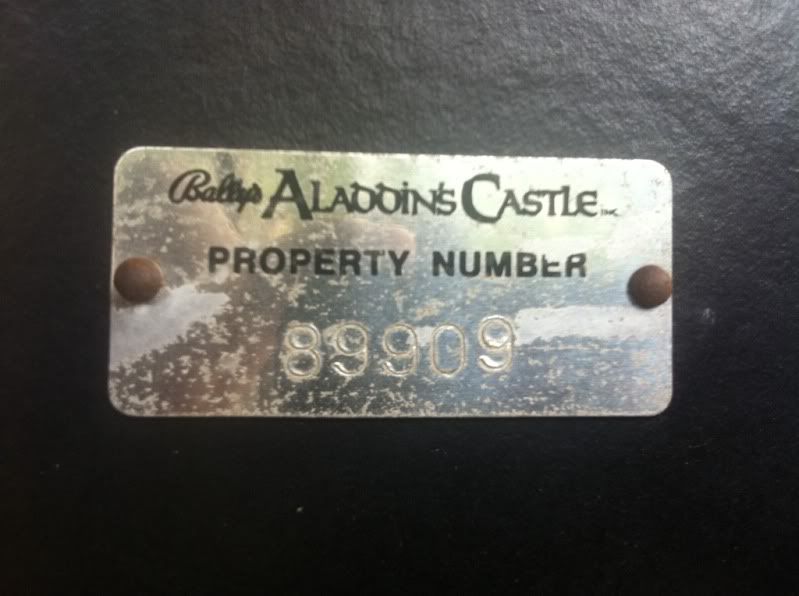 Bally's ALADDIN'S CASTLE INC.
PROPERTY NUMBER
89909